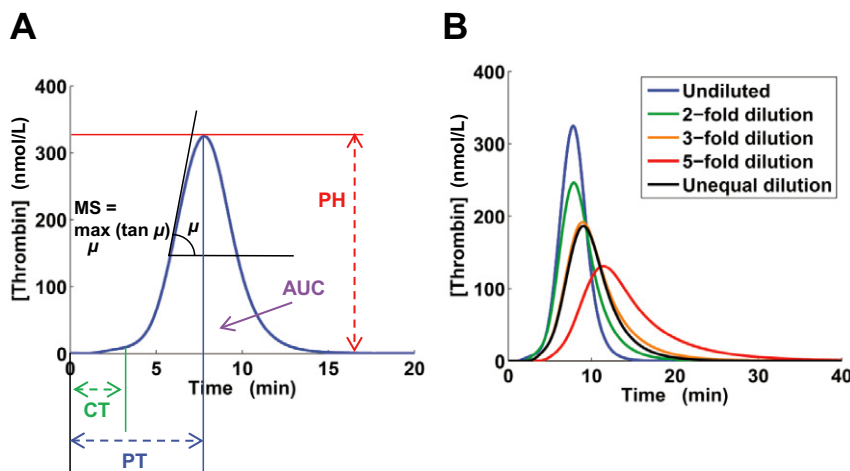 A
[Thrombin] (nmol/L)
400
300
200
100
0
MS =
max (tan μ)
μ
μ
PH
AUC
0
5
10
15
20
Time (min)
CT
PT
B
[Thrombin] (nmol/L)
400
300
200
100
0
Undiluted
2-fold dilution
3-fold dilution
5-fold dilution
Unequal dilution
0
10
20
30
40
Time (min)